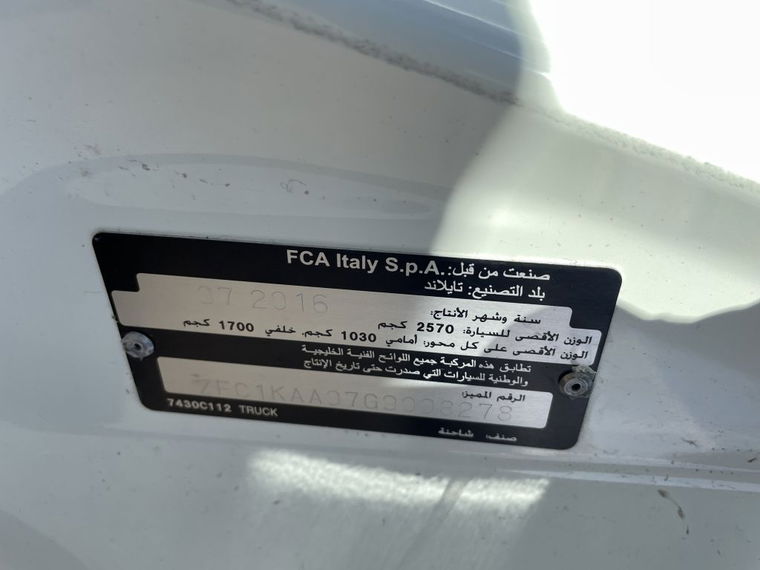 صنعت من قبل: FCA Italy S.p.A.
بلد التصنيع: تايلاند
سنة وشهر الأنتاج: 07 2016
الوزن الأقصى للسيارة: 2570 كجم
الوزن الأقصى على كل محور: أمامي 1030 كجم. خلفي 1700 كجم
تطابق هذه المركبة جميع اللوائح الفنية الخليجية
والوطنية للسيارات التي صدرت حتى تاريخ الإنتاج
الرقم المميز:
صنف: شاحنة
7430C112 TRUCK